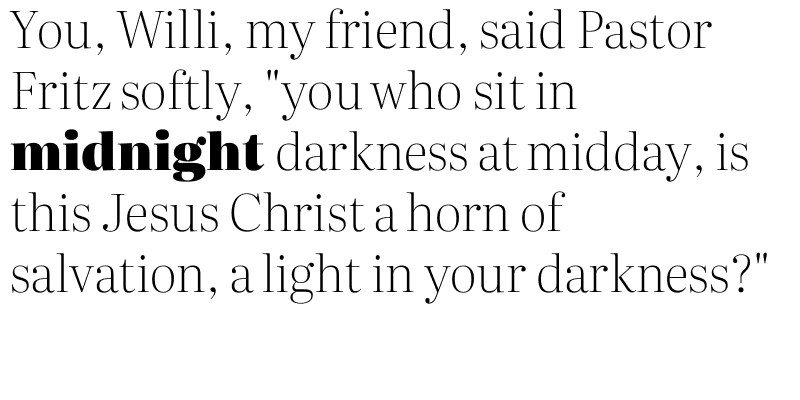 You, Willi, my friend, said Pastor
Fritz softly, "you who sit in
midnight darkness at midday, is
this Jesus Christ a horn of
salvation, a light in your darkness?"